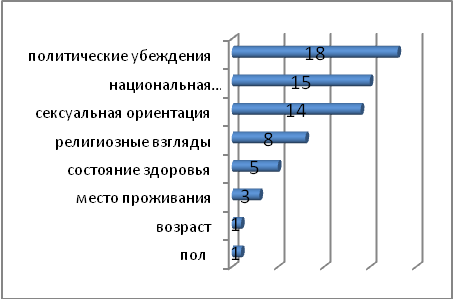 политические убеждения 18
национальная... 15
сексуальная ориентация 14
религиозные взгляды 8
состояние здоровья 5
место проживания 3
возраст 1
пол 1